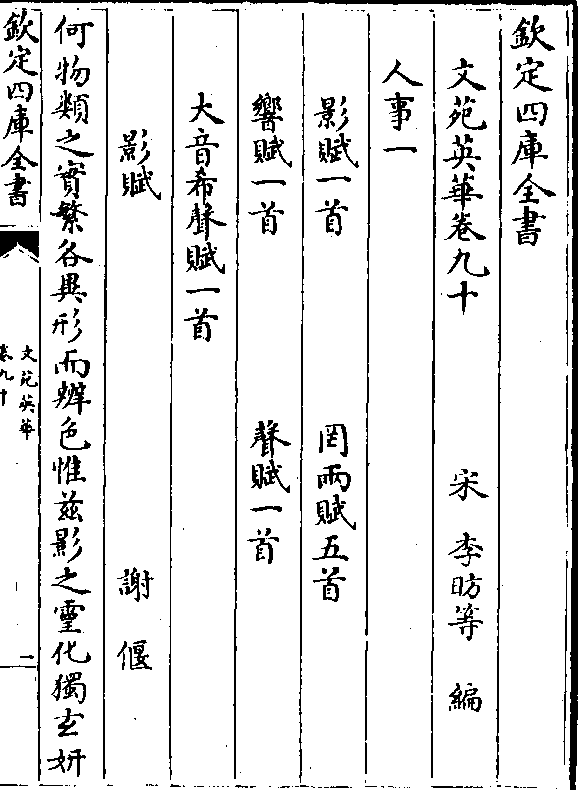 欽定四庫全書
文苑英華卷九十
宋 李昉等 編
人事一
影賦一首 罔兩賦五首
響賦一首 聲賦一首
大音希聲賦一首
影賦 謝偃
何物類之實繁各異形而辨色惟兹影之靈化獨玄妍
欽定四庫全書
文苑英華
卷九十
一